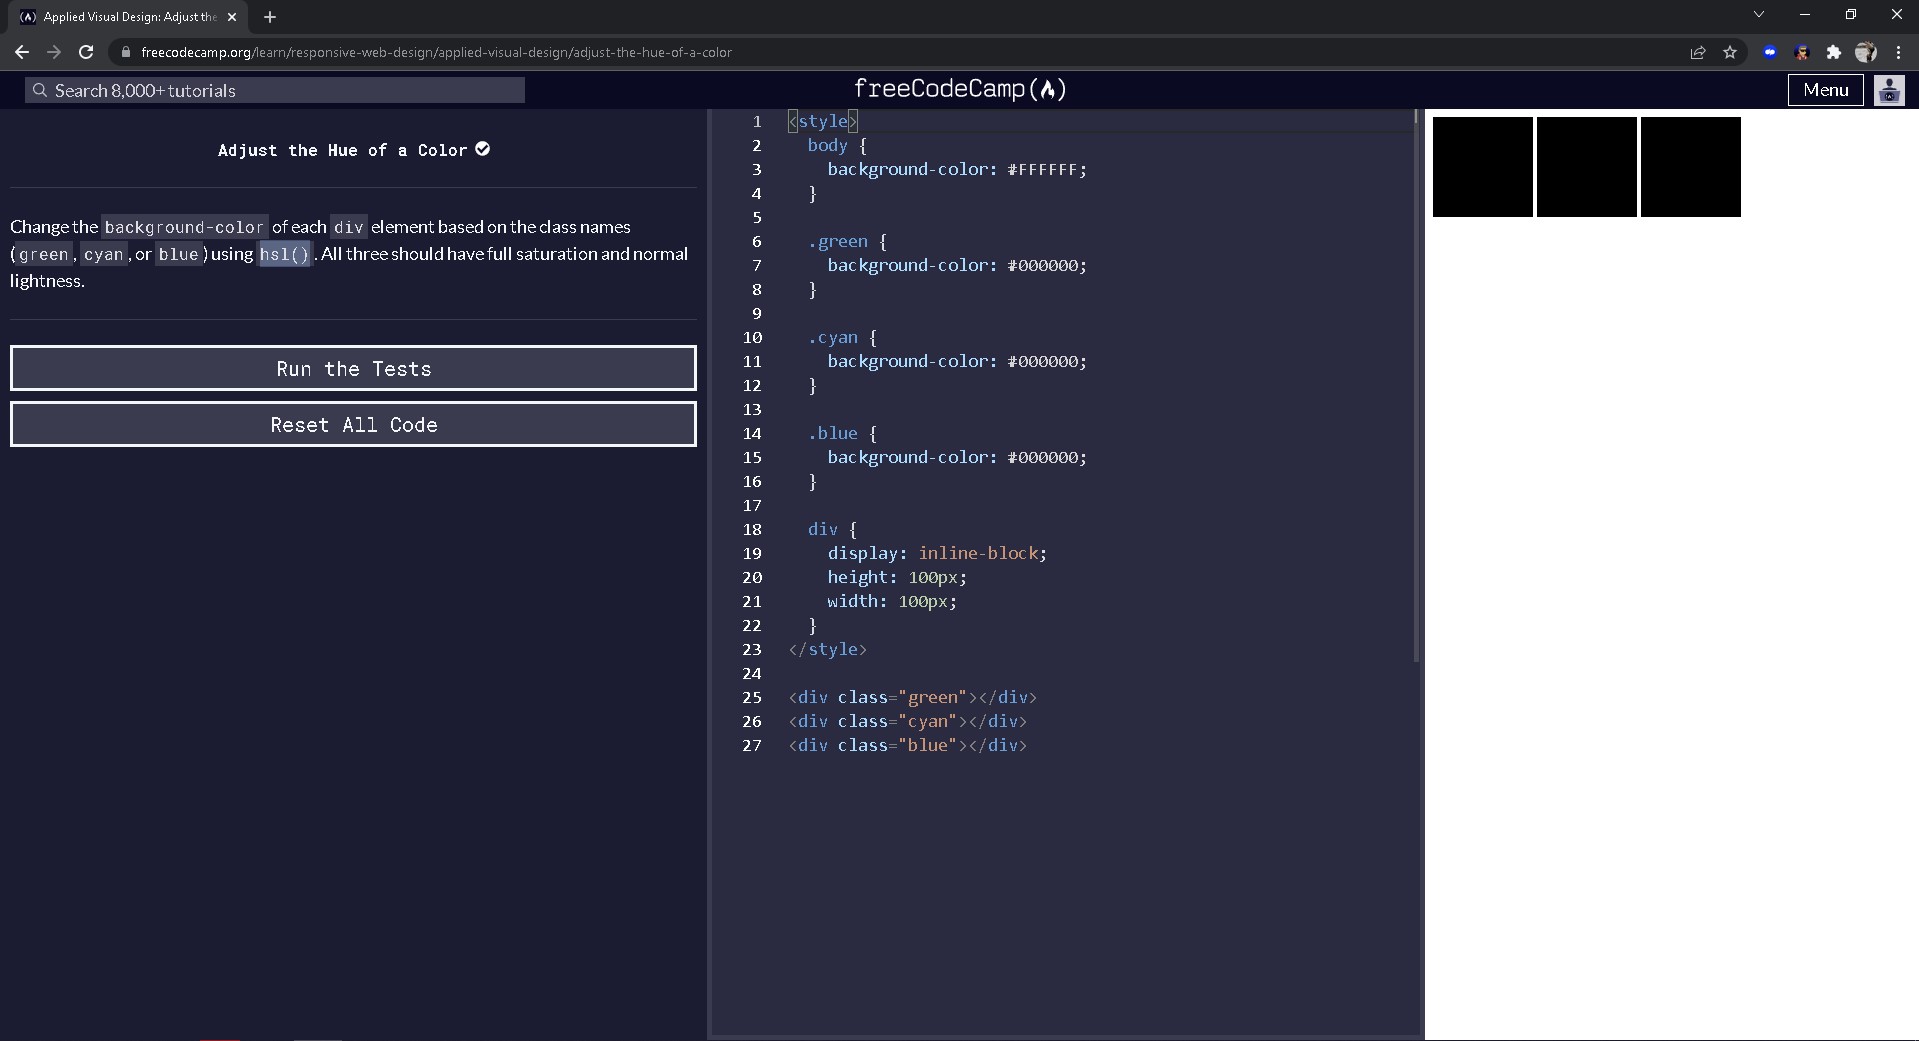 Applied Visual Design: Adjust the
freecodecamp.org/learn/responsive-web-design/applied-visual-design/adjust-the-hue-of-a-color
Search 8,000+ tutorials
freeCodeCamp
Menu
Adjust the Hue of a Color
Change the background-color of each div element based on the class names
(green, cyan, or blue) using hsl(). All three should have full saturation and normal
lightness.
Run the Tests
Reset All Code
1 <style>
2 body {
3 background-color: #FFFFFF;
4 }
5
6 .green {
7 background-color: #000000;
8 }
9
10 .cyan {
11 background-color: #000000;
12 }
13
14 .blue {
15 background-color: #000000;
16 }
17
18 div {
19 display: inline-block;
20 height: 100px;
21 width: 100px;
22 }
23 </style>
24
25 <div class="green"></div>
26 <div class="cyan"></div>
27 <div class="blue"></div>